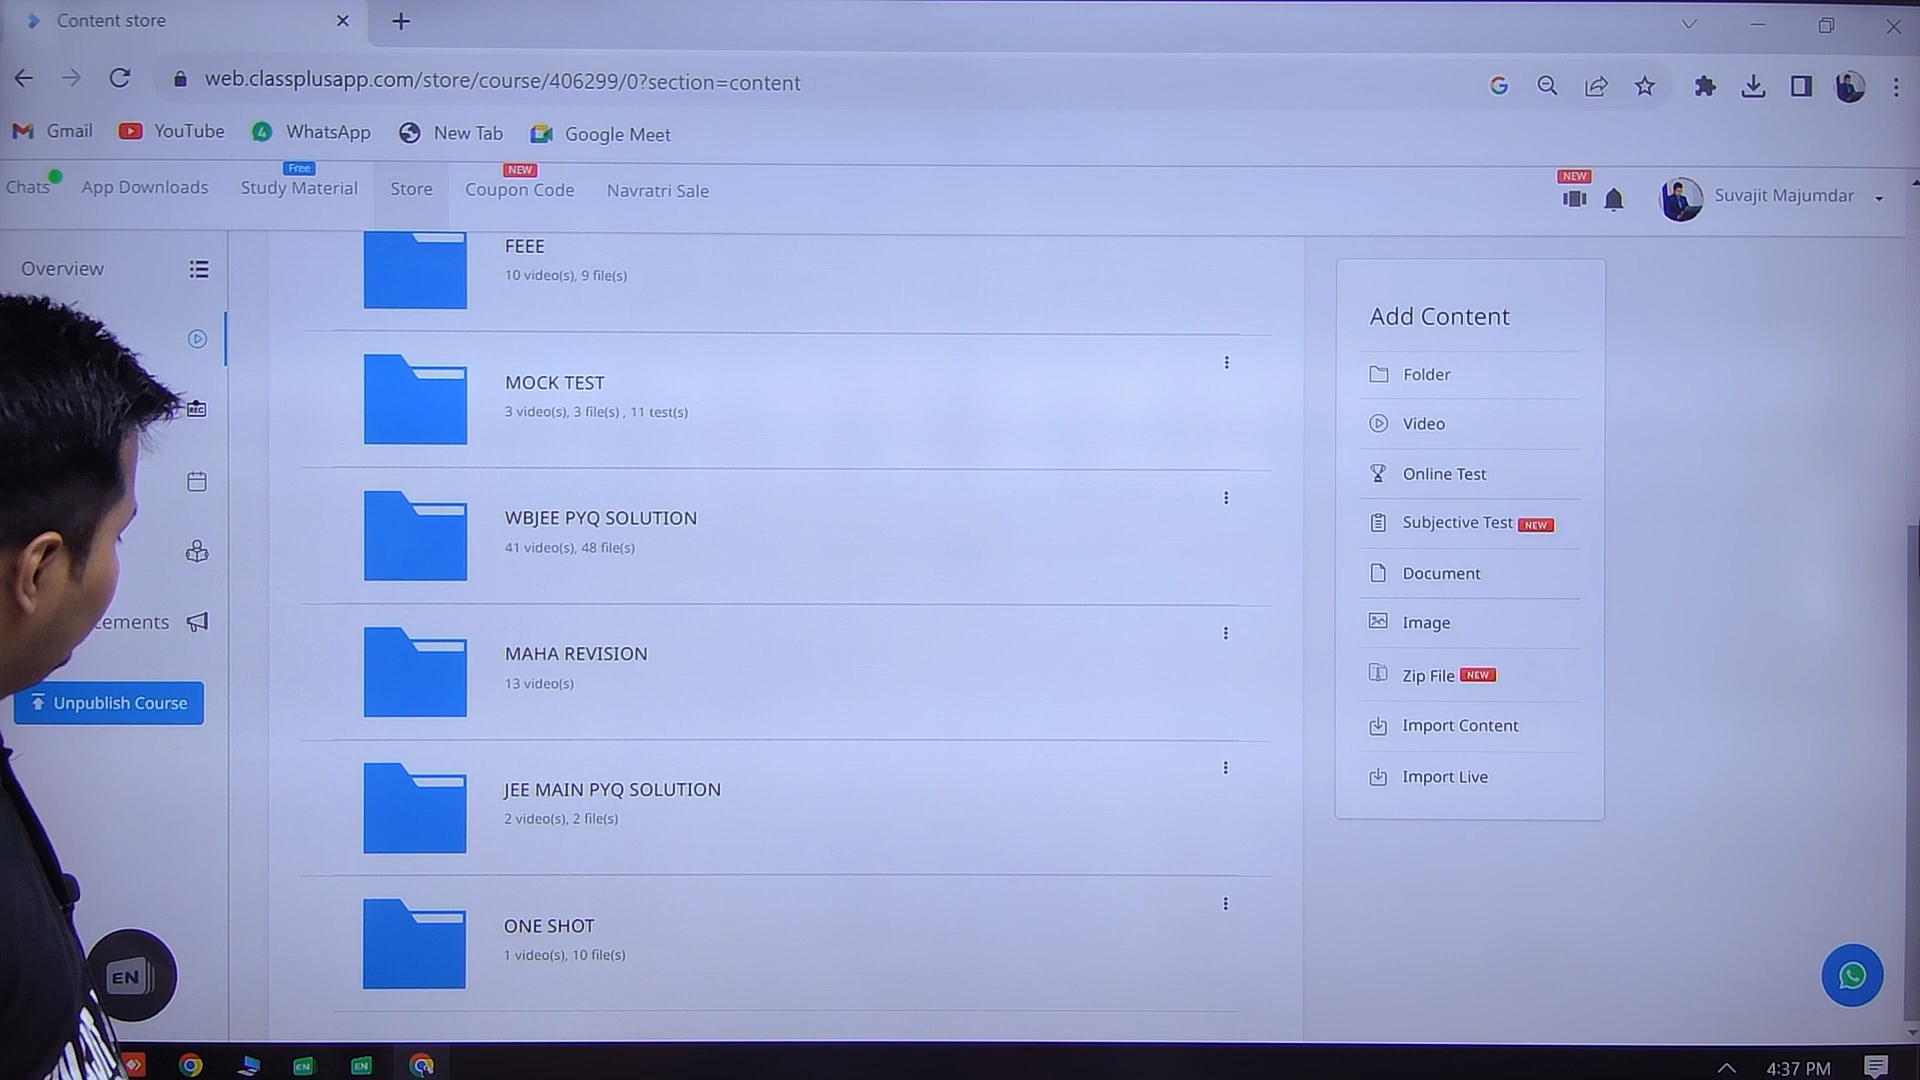 Content store
web.classplusapp.com/store/course/406299/0?section=content
Gmail
YouTube
WhatsApp
New Tab
Google Meet
Chats
App Downloads
Free
Study Material
Store
NEW
Coupon Code
Navratri Sale
NEW
Suvajit Majumdar
Overview
REC
cements
Unpublish Course
EN
FEEE
10 video(s), 9 file(s)
MOCK TEST
3 video(s), 3 file(s) , 11 test(s)
WBJEE PYQ SOLUTION
41 video(s), 48 file(s)
MAHA REVISION
13 video(s)
JEE MAIN PYQ SOLUTION
2 video(s), 2 file(s)
ONE SHOT
1 video(s), 10 file(s)
Add Content
Folder
Video
Online Test
Subjective Test NEW
Document
Image
Zip File NEW
Import Content
Import Live
EN
EN
4:37 PM